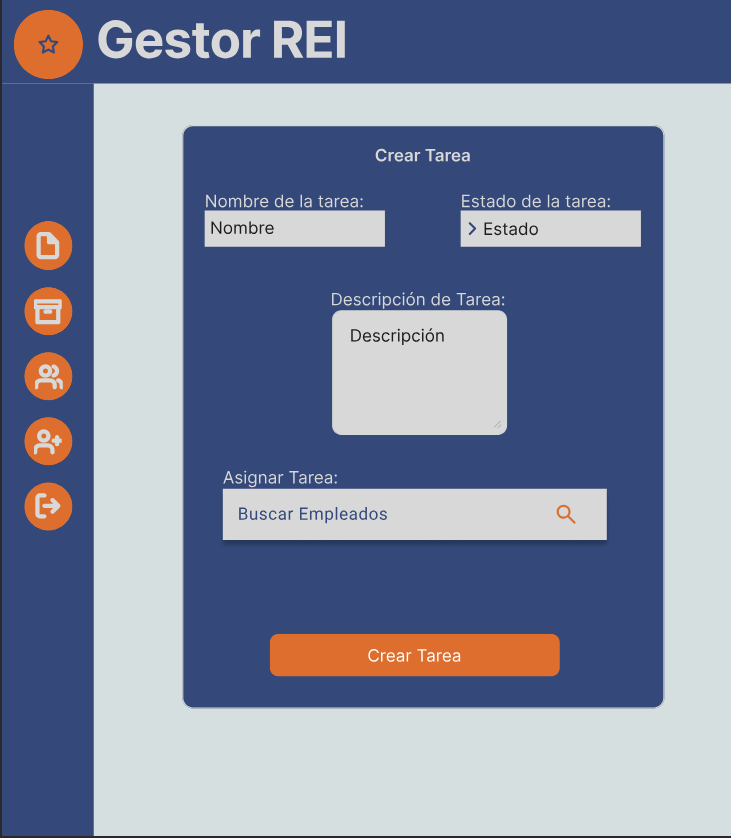 Gestor REI
Crear Tarea
Nombre de la tarea:
Estado de la tarea:
Nombre
Estado
Descripción de Tarea:
Descripción
Asignar Tarea:
Buscar Empleados
Crear Tarea